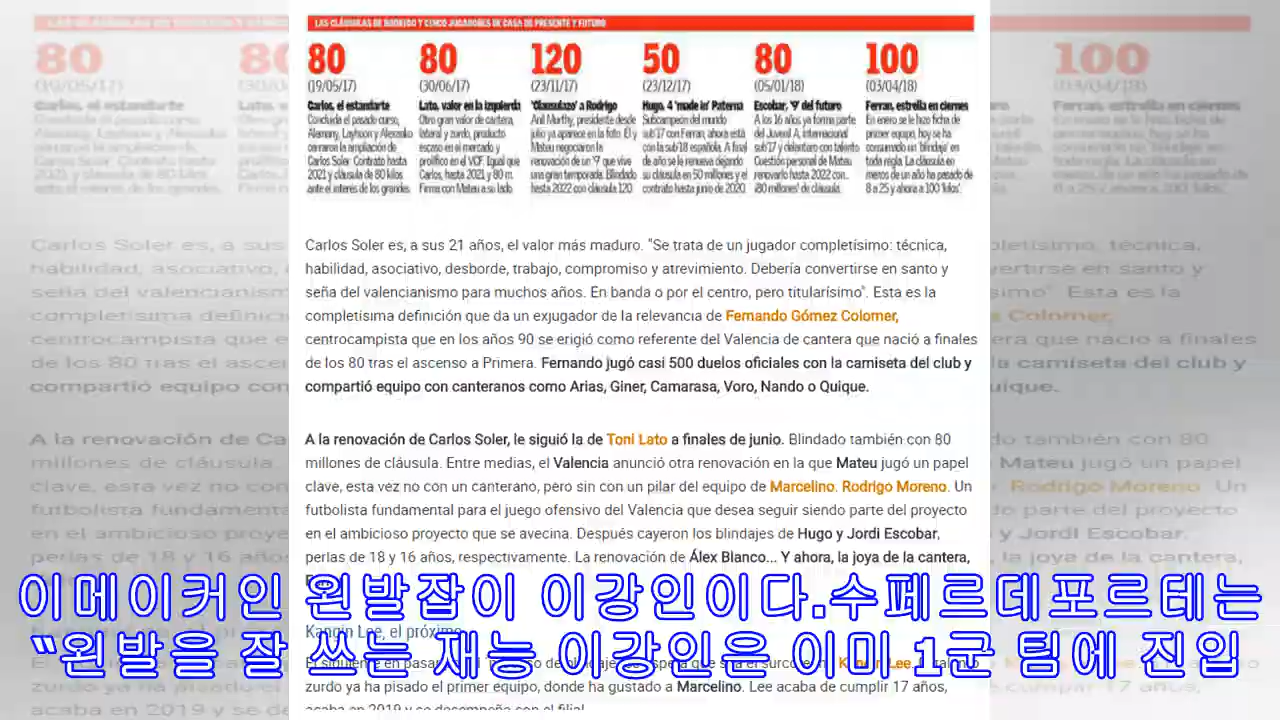 LAS CLÁUSULAS DE RODRIGO Y CINCO JUGADORES DE CASA DE PRESENTE Y FUTURO
80 80 120 50 80 100
(19/05/17) (30/06/17) (23/11/17) (23/12/17) (05/01/18) (03/04/18)
Carlos, el estandarte
Concluida el pasado curso,
Alemany, Layhoon y Alesanko
cerraron la ampliación de
Carlos Soler. Contrato hasta
2021 y cláusula de 80 kilos
ante el interés de los grandes.
Lato, valor en la izquierda
Otro gran valor de cantera,
lateral y zurdo, producto
escaso en el mercado y
prolífico en el VCF. Igual que
Carlos, hasta 2021 y 80 m.
Firma con Mateu a su lado.
'Clausulazo' a Rodrigo
Anil Murthy, presidente desde
julio ya aparece en la foto. Él y
Mateu negociaron la
renovación de un '9' que vive
una gran temporada. Blindado
hasta 2022 con cláusula 120.
Hugo, 4 'made in' Paterna
Subcampeón del mundo
sub'17 con Ferran, ahora está
con la sub'18 española. A final
de año se le renueva dejando
su cláusula en 50 millones y el
contrato hasta junio de 2020.
Escobar, '9' del futuro
A los 16 años ya forma parte
del Juvenil A, internacional
sub'17 y delantero con talento.
Cuestión personal de Mateu
renovarlo hasta 2022 con...
¡80 millones' de cláusula.
Ferran, estrella en ciernes
En enero se le hizo ficha de
primer equipo, hoy se ha
consumado un 'blindaje' en
toda regla. La cláusula en
menos de un año ha pasado de
8 a 25 y ahora a 100 'kilos'.
Carlos Soler es, a sus 21 años, el valor más maduro. "Se trata de un jugador completísimo: técnica,
habilidad, asociativo, desborde, trabajo, compromiso y atrevimiento. Debería convertirse en santo y
seña del valencianismo para muchos años. En banda o por el centro, pero titularísimo". Esta es la
completísima definición que da un exjugador de la relevancia de Fernando Gómez Colomer,
centrocampista que en los años 90 se erigió como referente del Valencia de cantera que nació a finales
de los 80 tras el ascenso a Primera. Fernando jugó casi 500 duelos oficiales con la camiseta del club y
compartió equipo con canteranos como Arias, Giner, Camarasa, Voro, Nando o Quique.
A la renovación de Carlos Soler, le siguió la de Toni Lato a finales de junio. Blindado también con 80
millones de cláusula. Entre medias, el Valencia anunció otra renovación en la que Mateu jugó un papel
clave, esta vez no con un canterano, pero sin con un pilar del equipo de Marcelino. Rodrigo Moreno. Un
futbolista fundamental para el juego ofensivo del Valencia que desea seguir siendo parte del proyecto
en el ambicioso proyecto que se avecina. Después cayeron los blindajes de Hugo y Jordi Escobar,
perlas de 18 y 16 años, respectivamente. La renovación de Álex Blanco... Y ahora, la joya de la cantera,
이메이커인 왼발잡이 이강인이다.수페르데포르테는
Kangin Lee, el próximo
“왼발을 잘 쓰는 재능 이강인은 이미 1군 팀에 진입
El siguiente en pasar
zurdo ya ha pisado el primer equipo, donde ha gustado a Marcelino. Lee acaba de cumplir 17 años,
acaba en 2019 y se desempeña con el filial